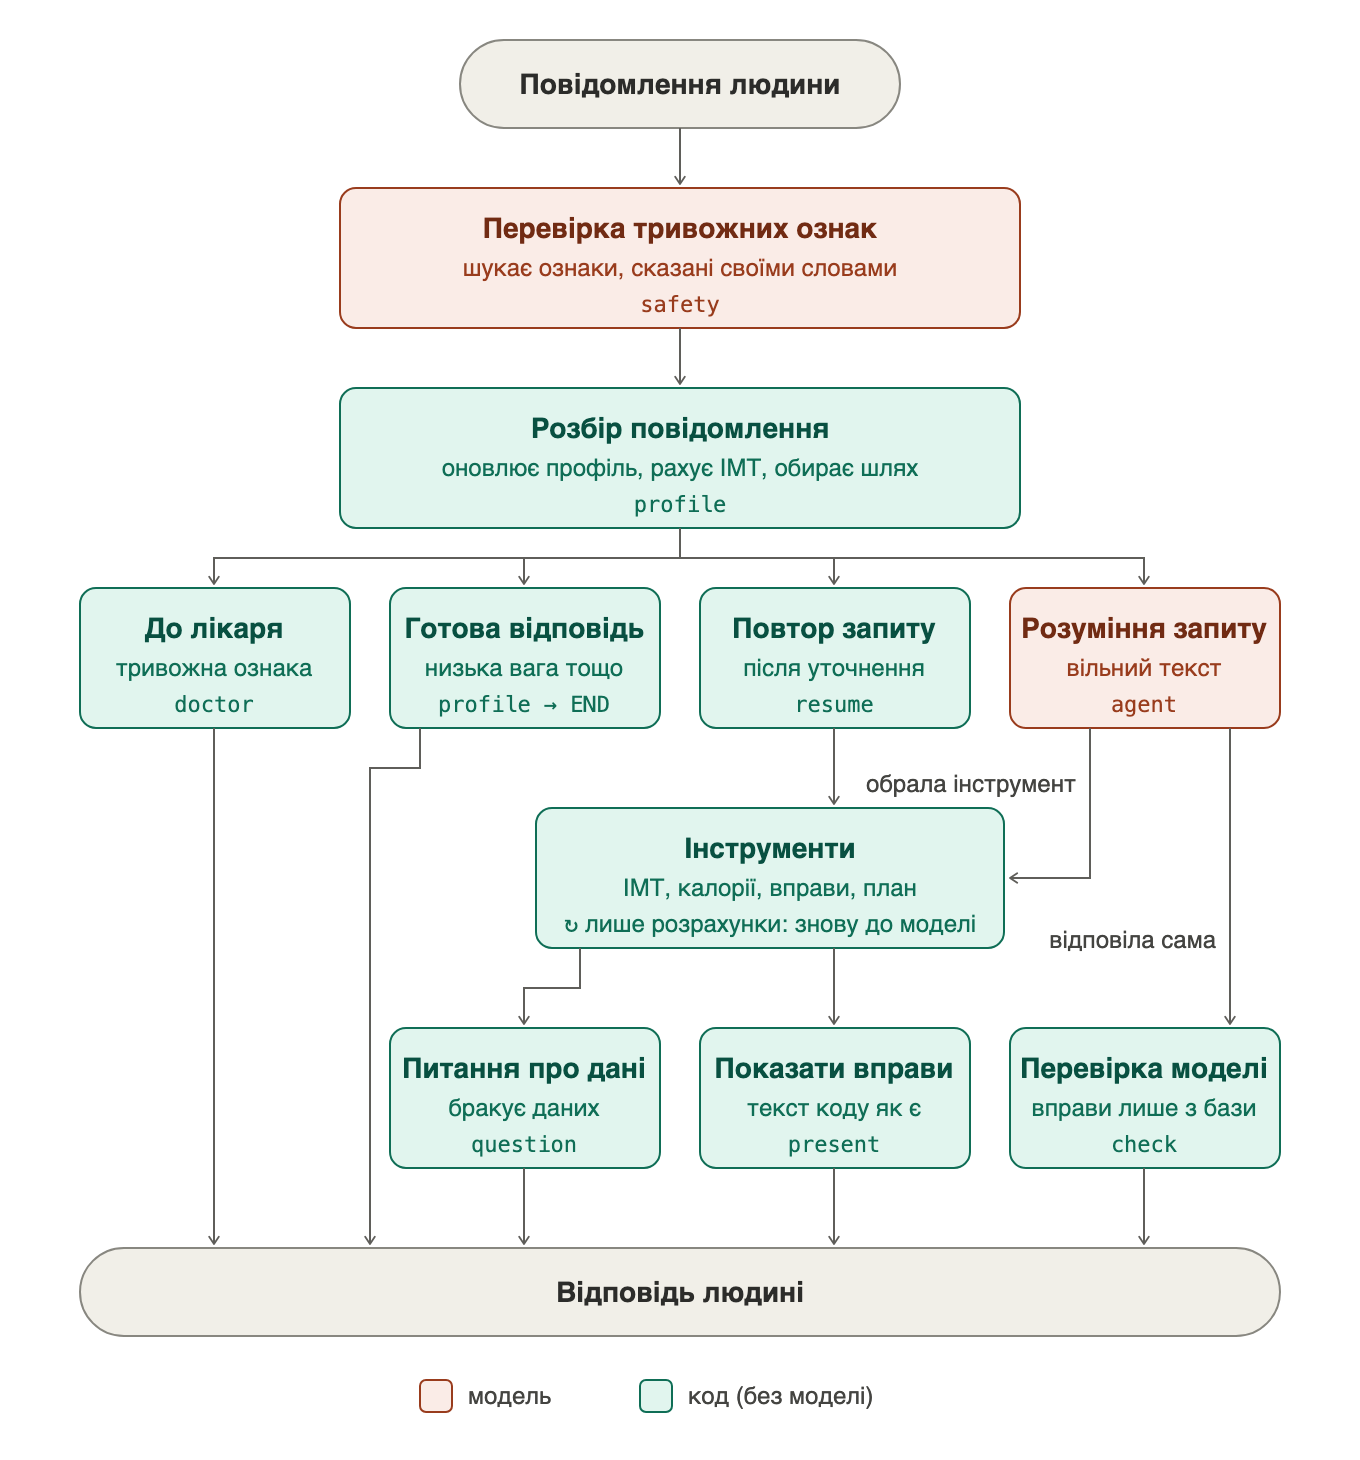 Повідомлення людини
Перевірка тривожних ознак
шукає ознаки, сказані своїми словами
safety
Розбір повідомлення
оновлює профіль, рахує ІМТ, обирає шлях
profile
До лікаря
тривожна ознака
doctor
Готова відповідь
низька вага тощо
profile → END
Повтор запиту
після уточнення
resume
Розуміння запиту
вільний текст
agent
обрала інструмент
Інструменти
ІМТ, калорії, вправи, план
↻ лише розрахунки: знову до моделі
відповіла сама
Питання про дані
бракує даних
question
Показати вправи
текст коду як є
present
Перевірка моделі
вправи лише з бази
check
Відповідь людині
модель
код (без моделі)